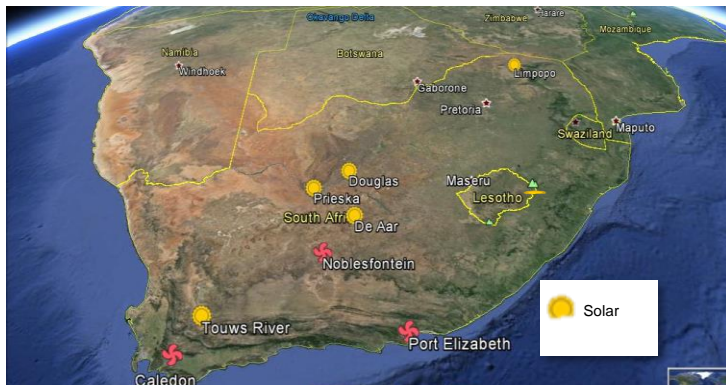 Okavango Delta
Zimbabwe
Harare
Mozambique
Namibia
Windhoek
Botswana
Limpopo
Gaborone
Pretoria
Swaziland
Maputo
Douglas
Maseru
Prieska
Lesotho
South Afri
De Aar
Noblesfontein
Solar
Touws River
Port Elizabeth
Caledon